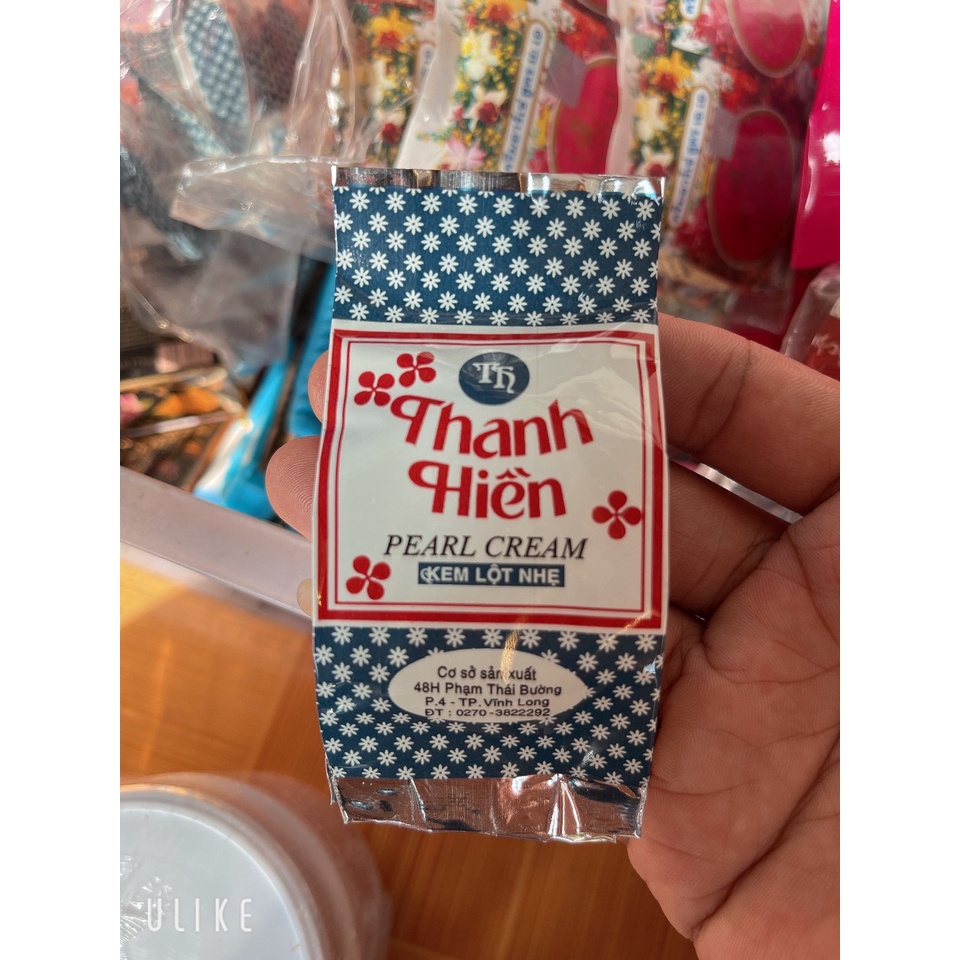 Th
Thanh
Hiền
PEARL CREAM
KEM LỘT NHẸ
Cơ sở sản xuất
48H Phạm Thái Bường
P.4 - TP. Vĩnh Long
ĐT : 0270 -3822292
ULIKE